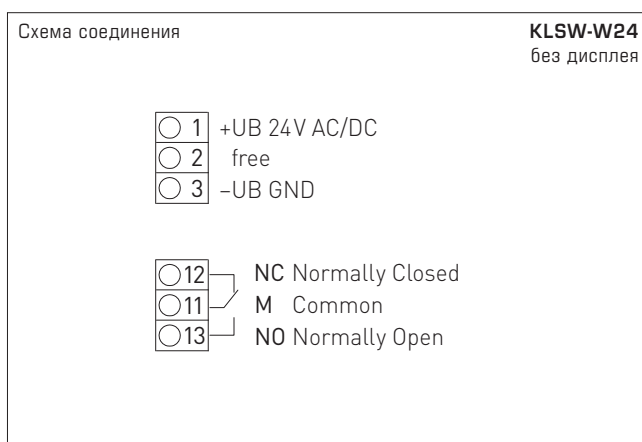 Схема соединения
KLSW-W24
без дисплея
1 +UB 24V AC/DC
2 free
3 –UB GND
12 NC Normally Closed
11 M Common
13 NO Normally Open